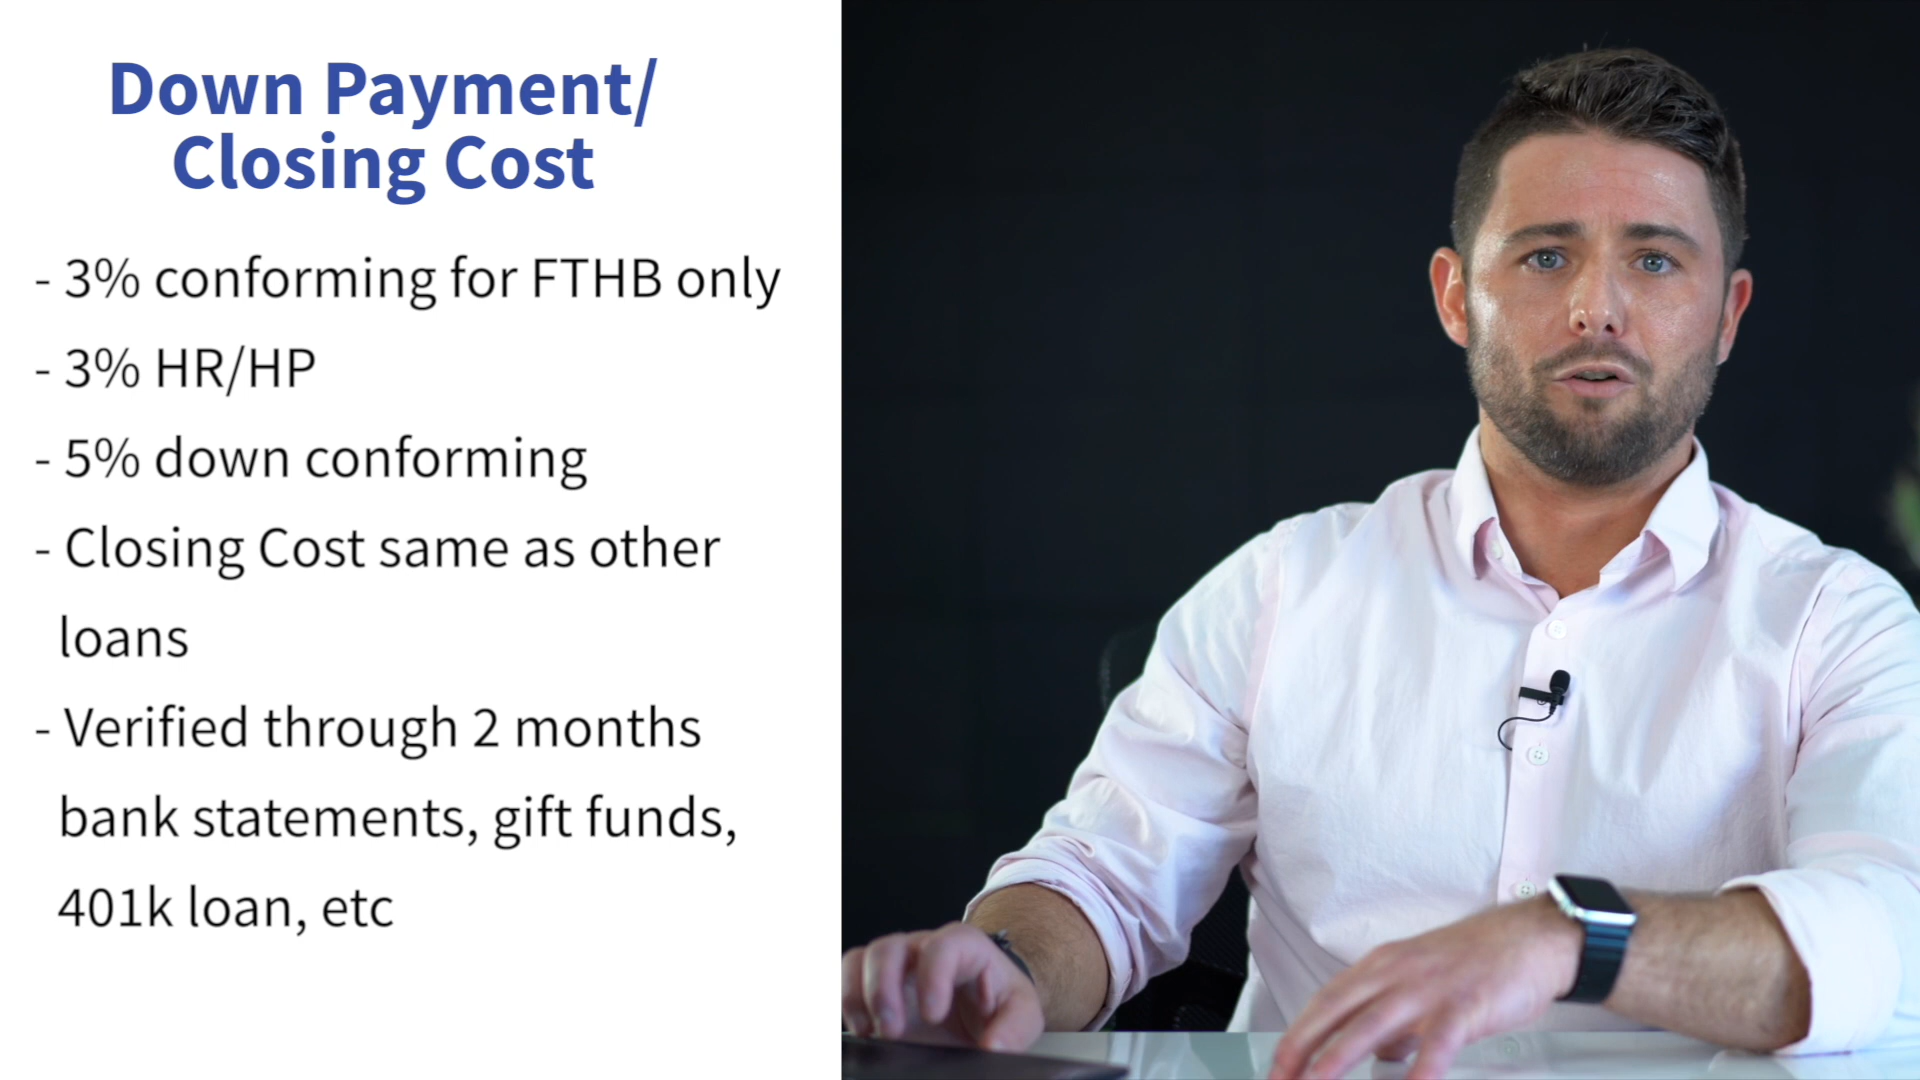 Down Payment/
Closing Cost
- 3% conforming for FTHB only
- 3% HR/HP
- 5% down conforming
- Closing Cost same as other
loans
- Verified through 2 months
bank statements, gift funds,
401k loan, etc